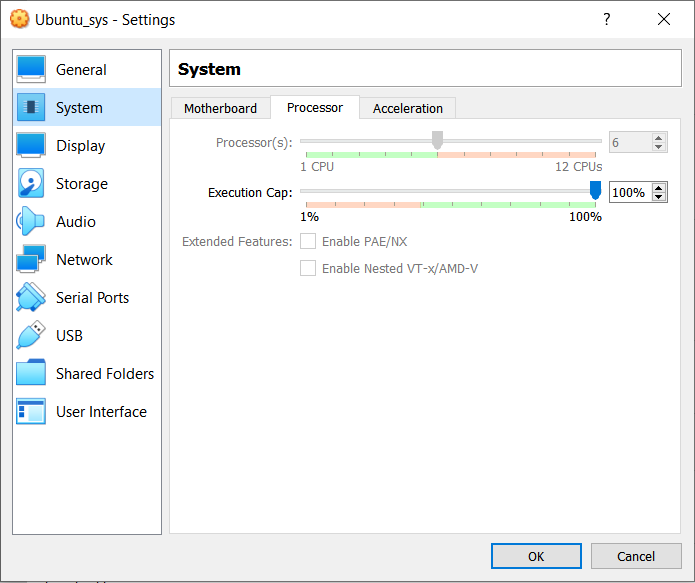 Ubuntu_sys - Settings
?
General
System
Display
Storage
Audio
Network
Serial Ports
USB
Shared Folders
User Interface
System
Motherboard Processor Acceleration
Processor(s): 6
1 CPU 12 CPUs
Execution Cap: 100%
1% 100%
Extended Features: Enable PAE/NX
Enable Nested VT-x/AMD-V
OK Cancel